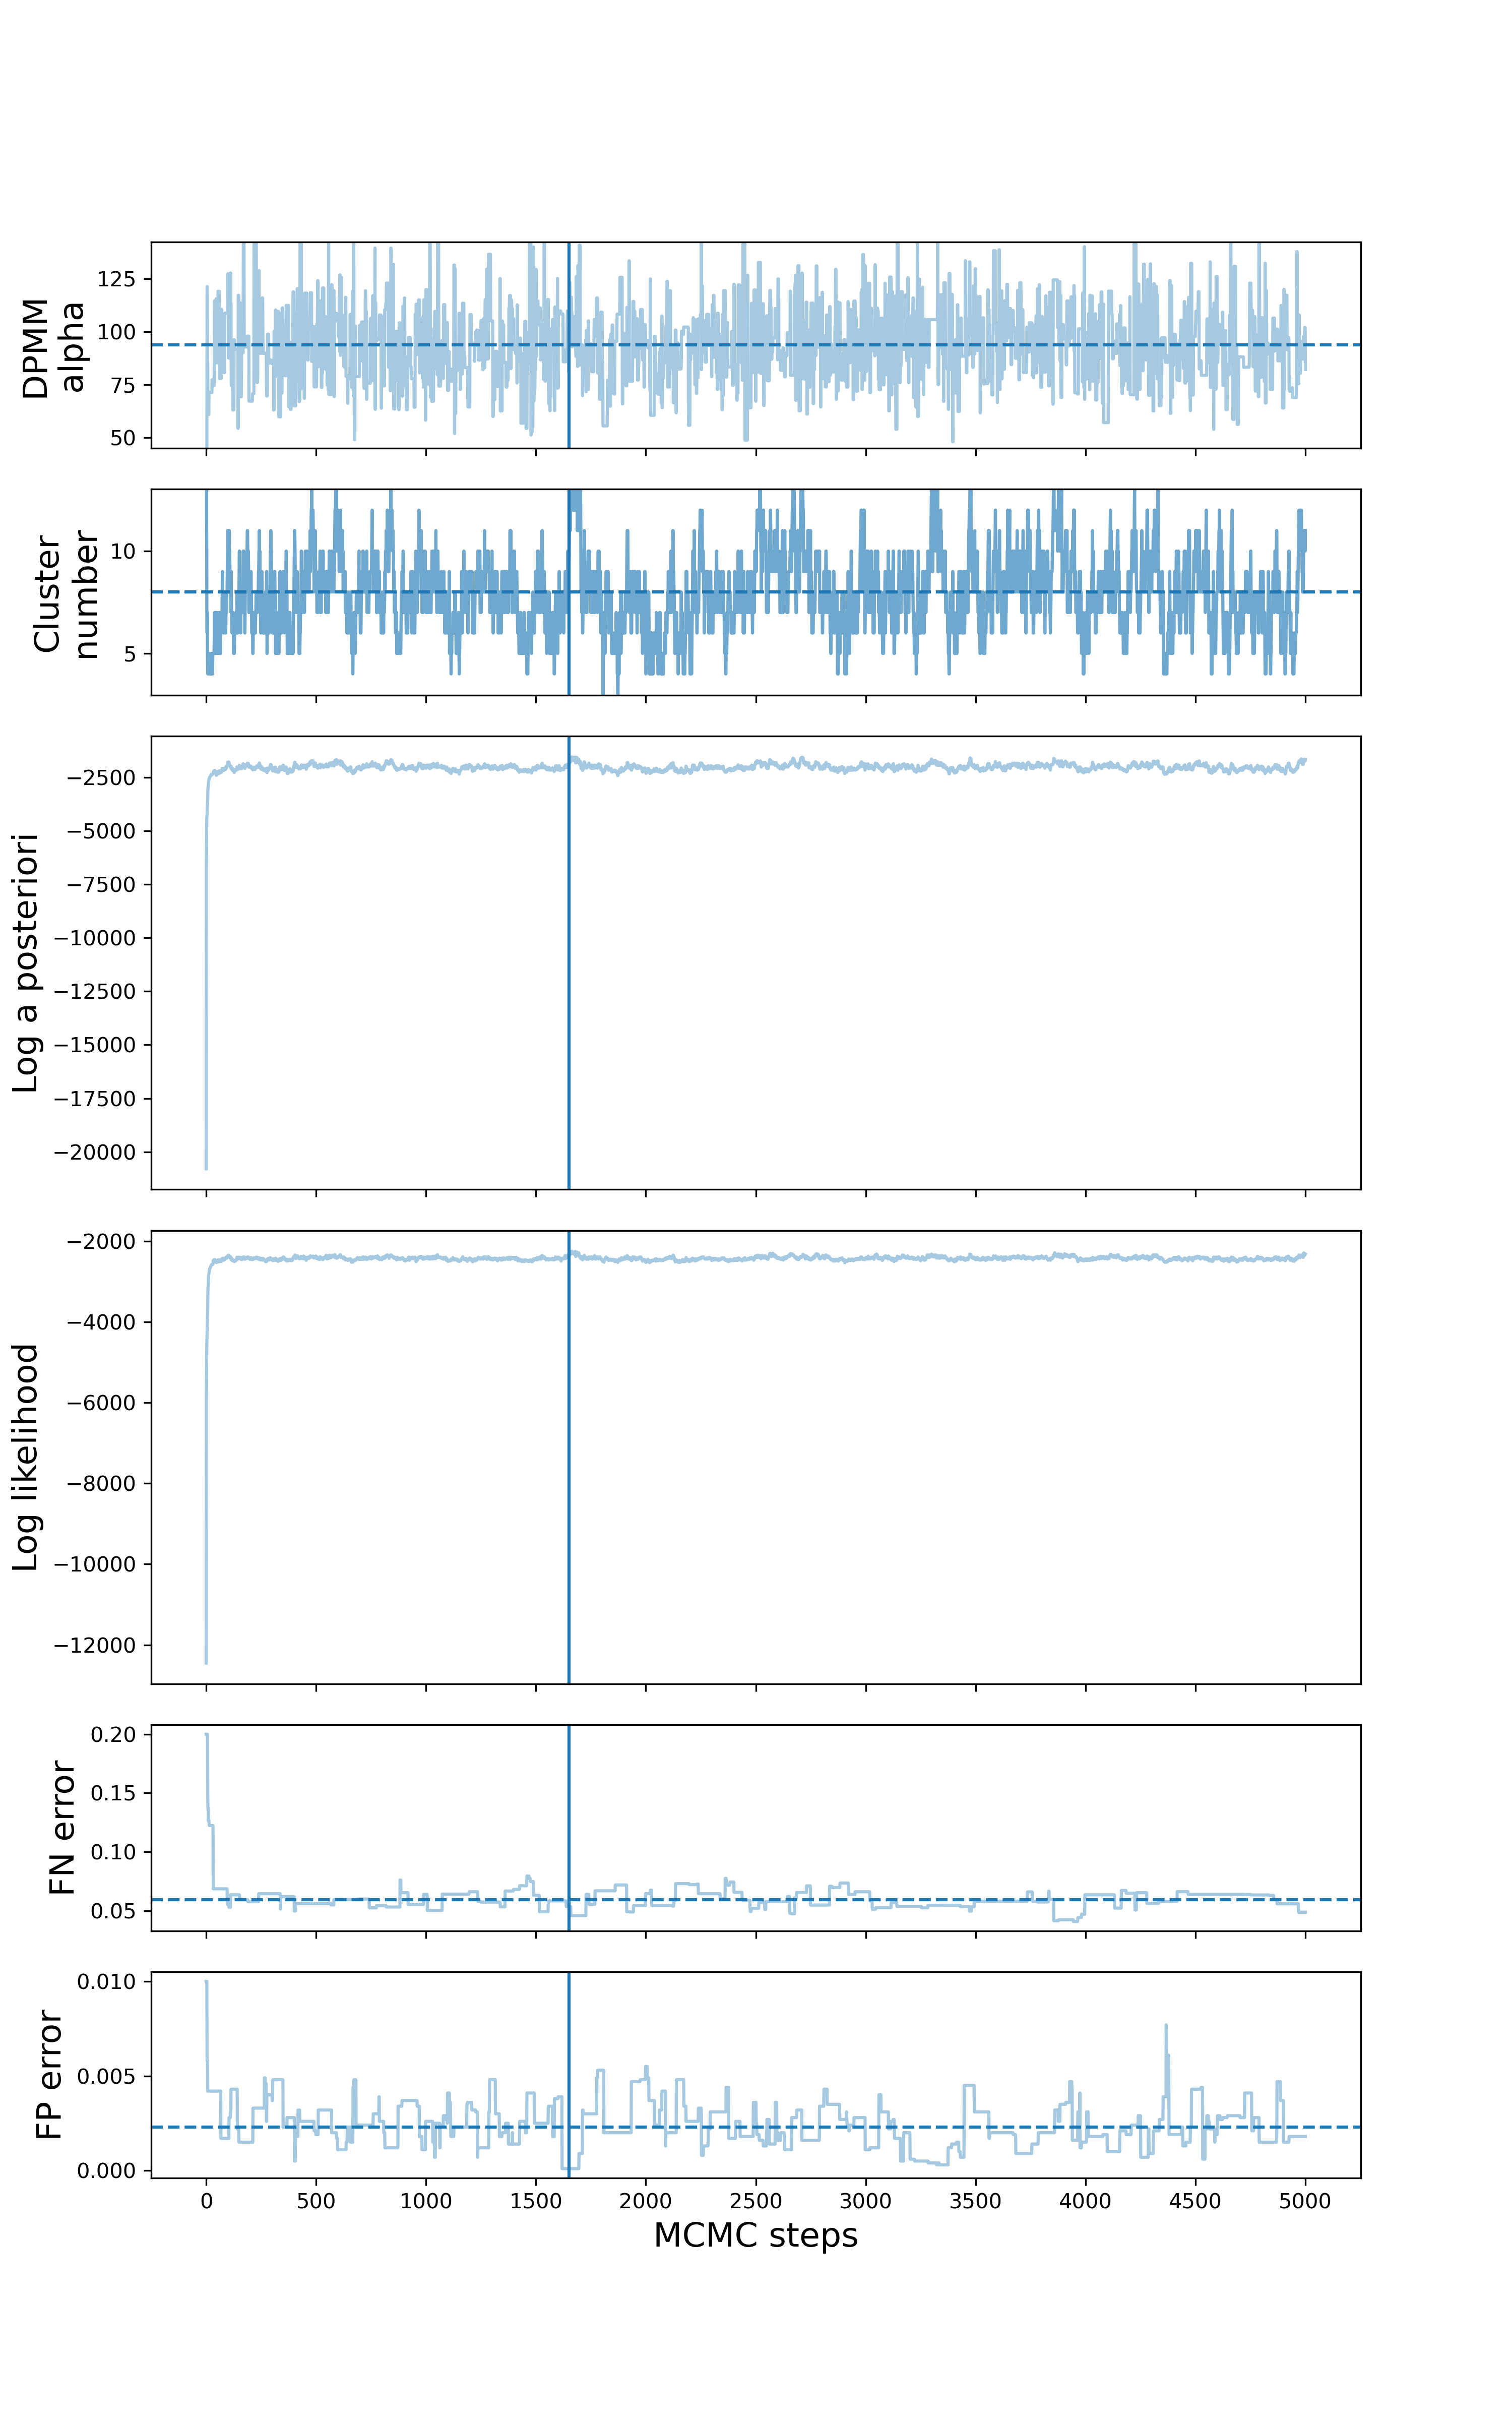 DPMM
alpha
125
100
75
50
Cluster
number
10
5
Log a posteriori
−2500
−5000
−7500
−10000
−12500
−15000
−17500
−20000
Log likelihood
−2000
−4000
−6000
−8000
−10000
−12000
FN error
0.20
0.15
0.10
0.05
FP error
0.010
0.005
0.000
0 500 1000 1500 2000 2500 3000 3500 4000 4500 5000
MCMC steps